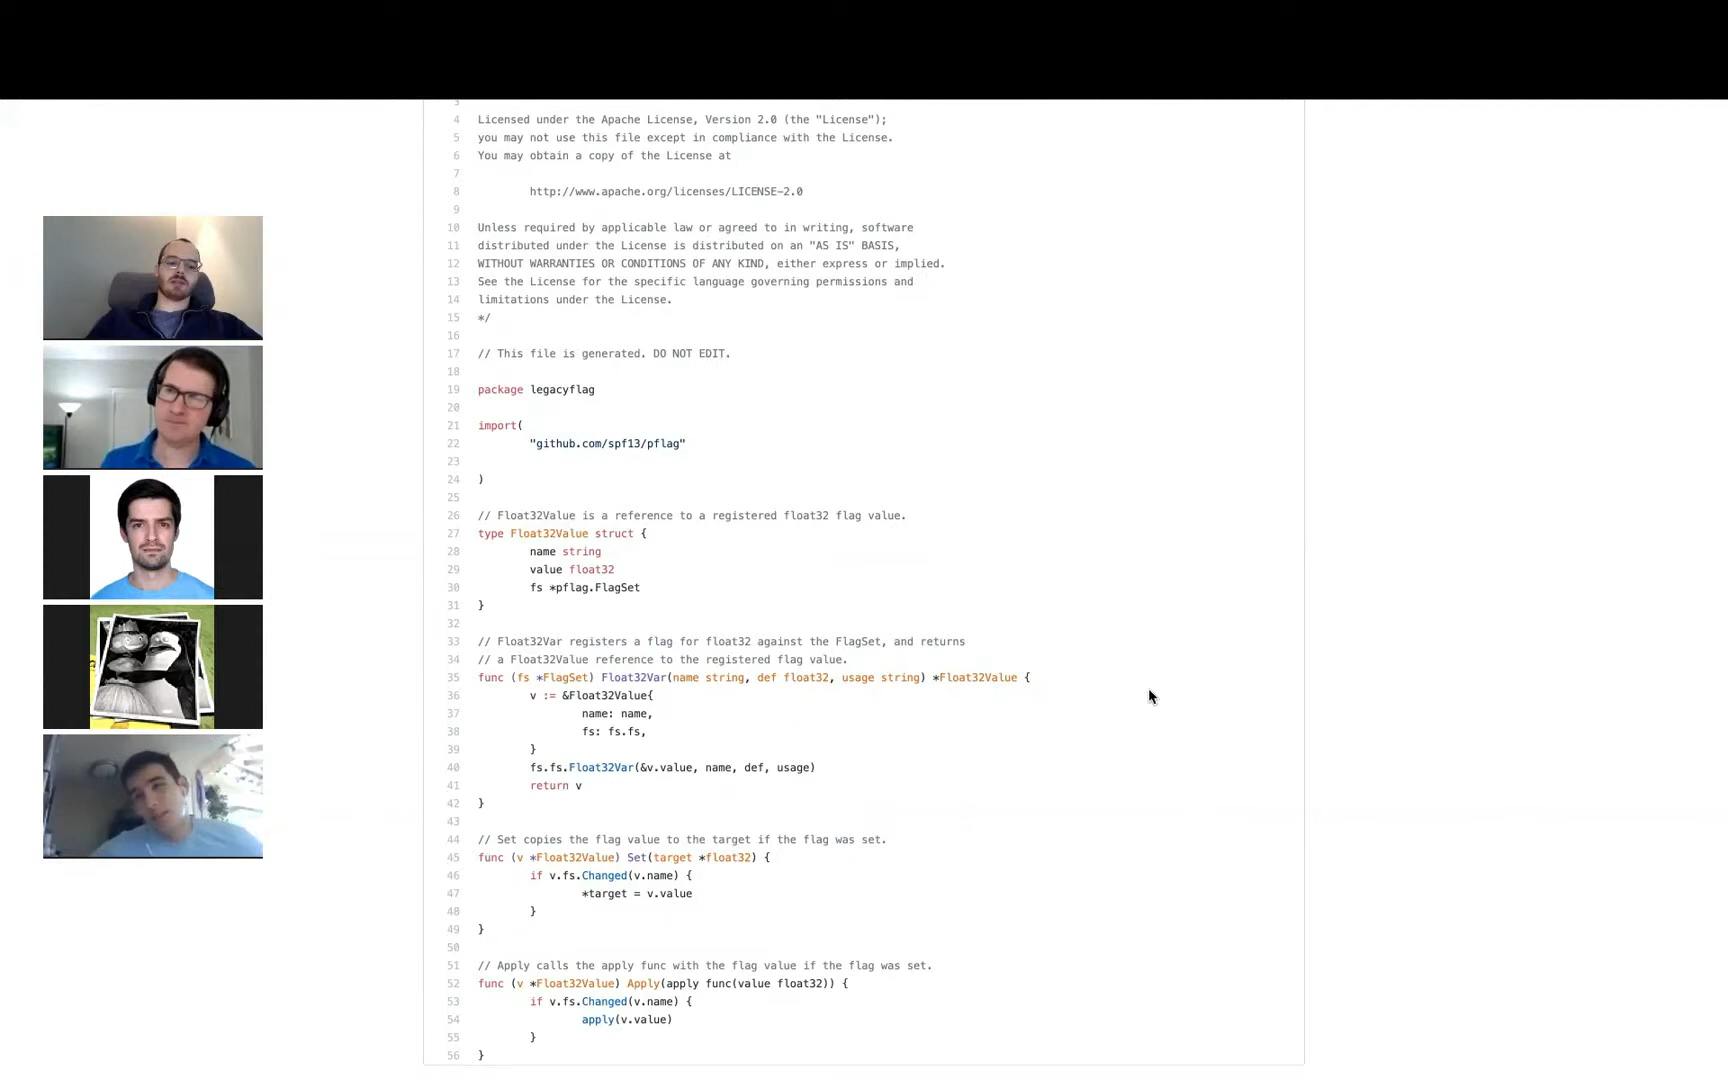 3
4 Licensed under the Apache License, Version 2.0 (the "License");
5 you may not use this file except in compliance with the License.
6 You may obtain a copy of the License at
7
8 http://www.apache.org/licenses/LICENSE-2.0
9
10 Unless required by applicable law or agreed to in writing, software
11 distributed under the License is distributed on an "AS IS" BASIS,
12 WITHOUT WARRANTIES OR CONDITIONS OF ANY KIND, either express or implied.
13 See the License for the specific language governing permissions and
14 limitations under the License.
15 */
16
17 // This file is generated. DO NOT EDIT.
18
19 package legacyflag
20
21 import(
22 "github.com/spf13/pflag"
23
24 )
25
26 // Float32Value is a reference to a registered float32 flag value.
27 type Float32Value struct {
28 name string
29 value float32
30 fs *pflag.FlagSet
31 }
32
33 // Float32Var registers a flag for float32 against the FlagSet, and returns
34 // a Float32Value reference to the registered flag value.
35 func (fs *FlagSet) Float32Var(name string, def float32, usage string) *Float32Value {
36 v := &Float32Value{
37 name: name,
38 fs: fs.fs,
39 }
40 fs.fs.Float32Var(&v.value, name, def, usage)
41 return v
42 }
43
44 // Set copies the flag value to the target if the flag was set.
45 func (v *Float32Value) Set(target *float32) {
46 if v.fs.Changed(v.name) {
47 *target = v.value
48 }
49 }
50
51 // Apply calls the apply func with the flag value if the flag was set.
52 func (v *Float32Value) Apply(apply func(value float32)) {
53 if v.fs.Changed(v.name) {
54 apply(v.value)
55 }
56 }